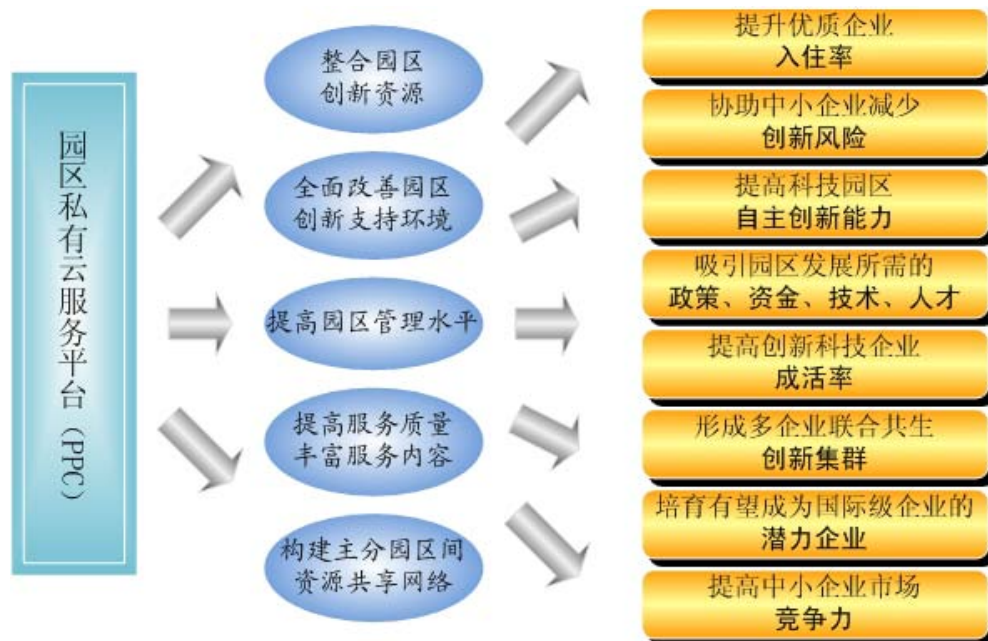 园区私有云服务平台（PPC）
整合园区
创新资源
全面改善园区
创新支持环境
提高园区管理水平
提高服务质量
丰富服务内容
构建主分园区间
资源共享网络
提升优质企业
入住率
协助中小企业减少
创新风险
提高科技园区
自主创新能力
吸引园区发展所需的
政策、资金、技术、人才
提高创新科技企业
成活率
形成多企业联合共生
创新集群
培育有望成为国际级企业的
潜力企业
提高中小企业市场
竞争力